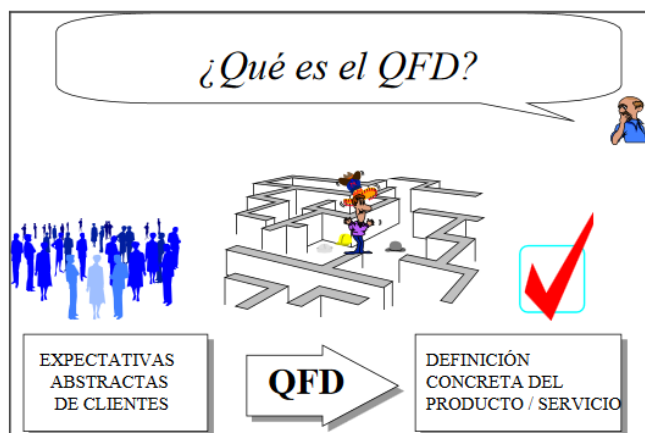 ¿Qué es el QFD?
EXPECTATIVAS
ABSTRACTAS
DE CLIENTES
QFD
DEFINICIÓN
CONCRETA DEL
PRODUCTO / SERVICIO